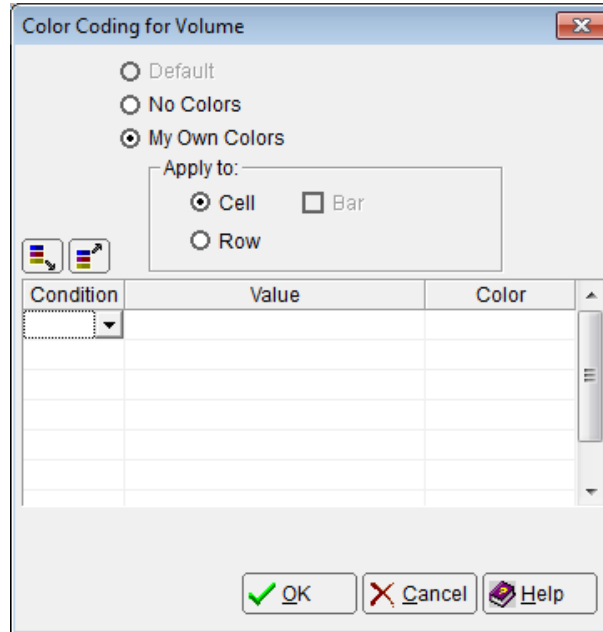 Color Coding for Volume
Default
No Colors
My Own Colors
Apply to:
Cell Bar
Row
Condition Value Color
OK Cancel Help